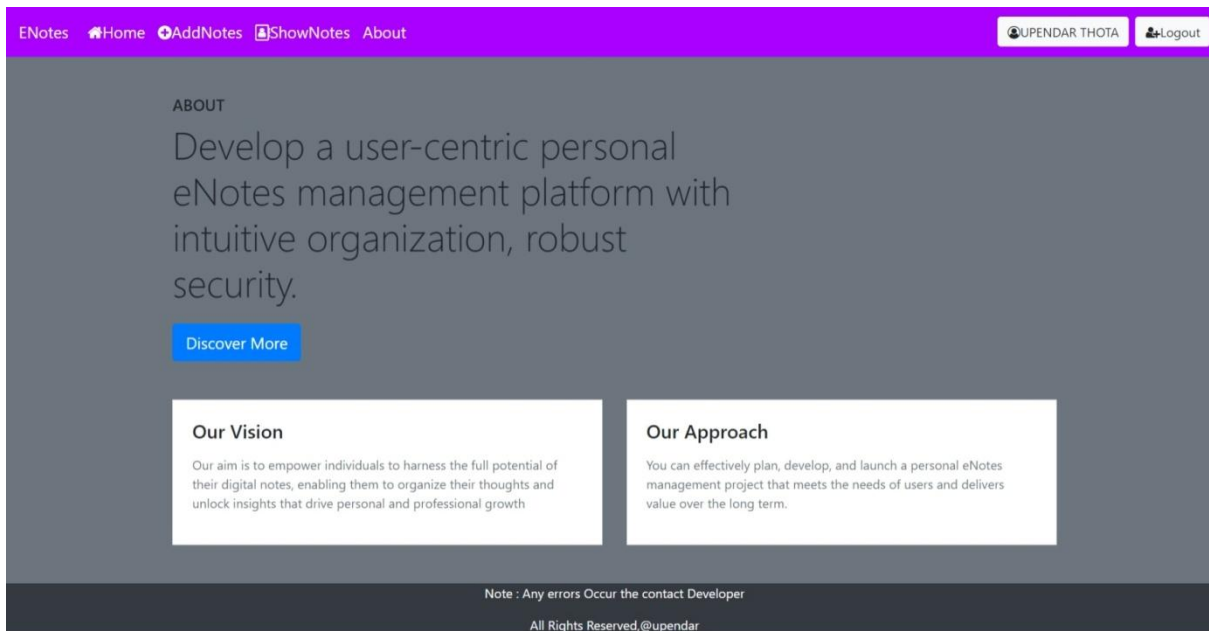 ENotes Home AddNotes ShowNotes About UPENDAR THOTA Logout
ABOUT
Develop a user-centric personal
eNotes management platform with
intuitive organization, robust
security.
Discover More
Our Vision
Our aim is to empower individuals to harness the full potential of
their digital notes, enabling them to organize their thoughts and
unlock insights that drive personal and professional growth
Our Approach
You can effectively plan, develop, and launch a personal eNotes
management project that meets the needs of users and delivers
value over the long term.
Note : Any errors Occur the contact Developer
All Rights Reserved,@upendar